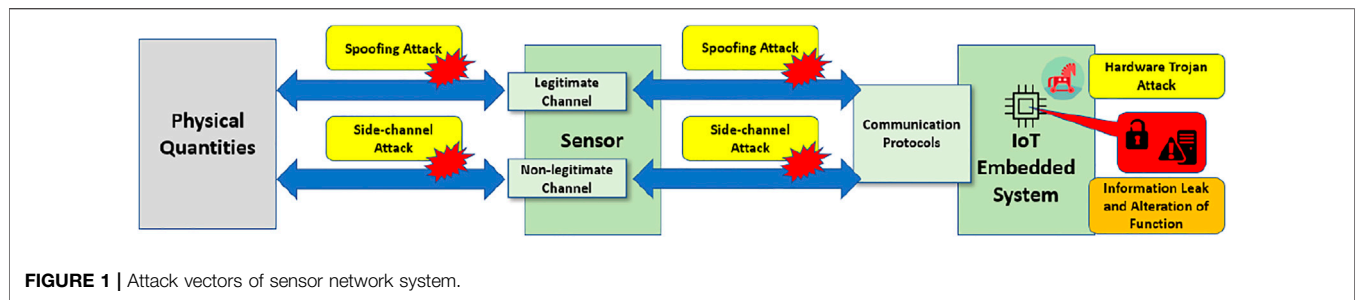 Physical
Quantities
Spoofing Attack
Side-channel
Attack
Legitimate
Channel
Sensor
Non-legitimate
Channel
Spoofing Attack
Side-channel
Attack
Communication
Protocols
IoT
Embedded
System
Hardware Trojan
Attack
Information Leak
and Alteration of
Function
FIGURE 1 | Attack vectors of sensor network system.